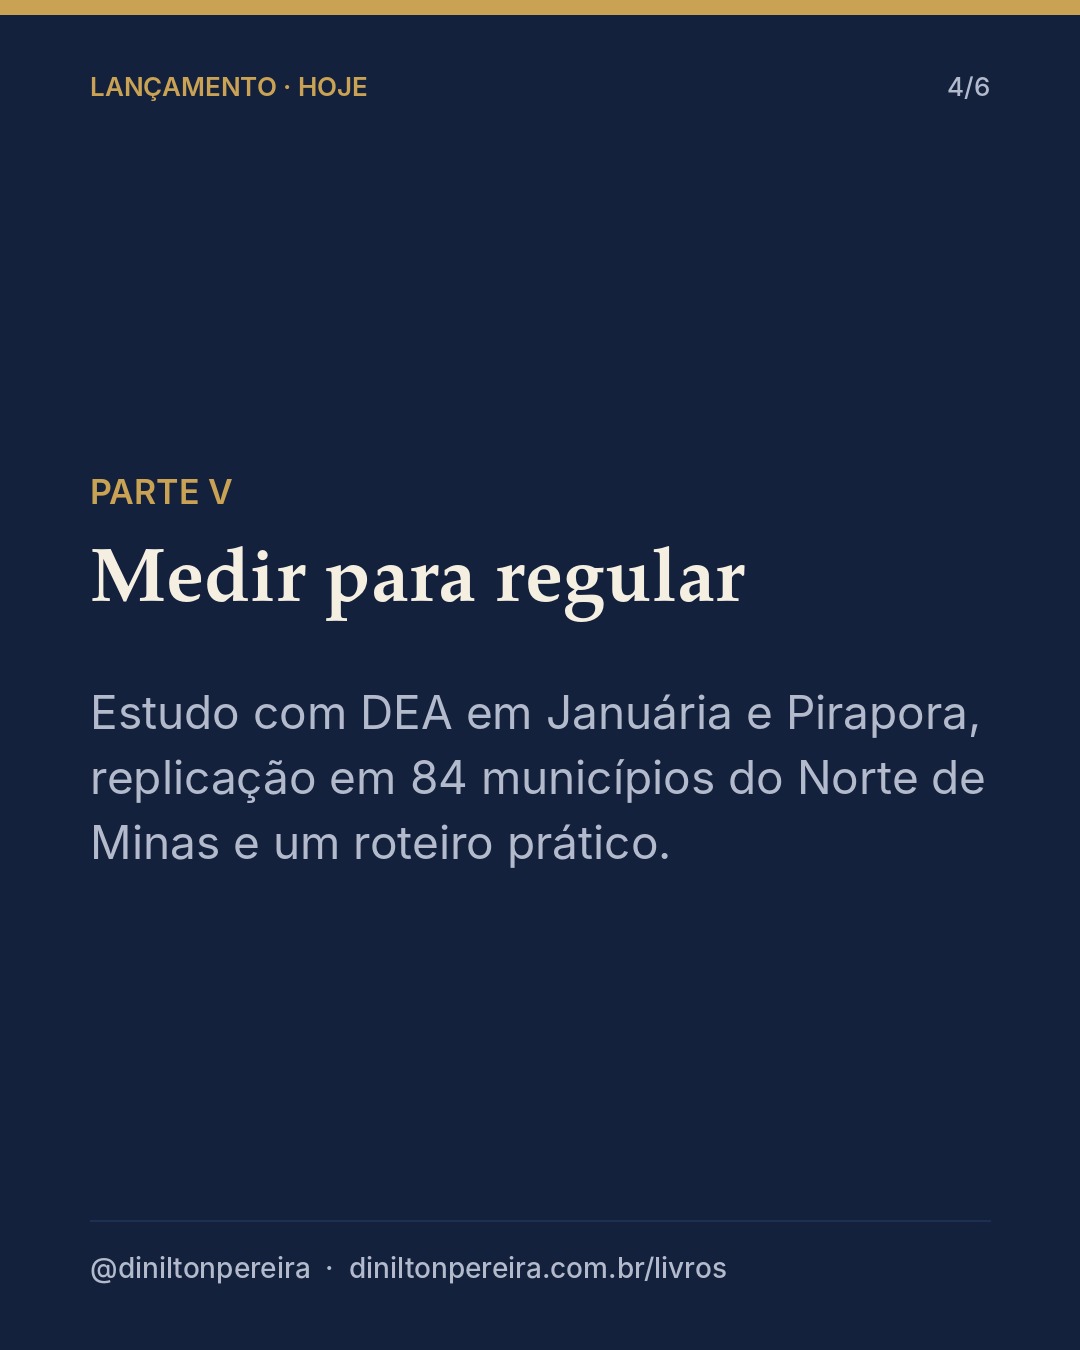 LANÇAMENTO · HOJE
4/6
PARTE V
Medir para regular
Estudo com DEA em Januária e Pirapora,
replicação em 84 municípios do Norte de
Minas e um roteiro prático.
@diniltonpereira · diniltonpereira.com.br/livros